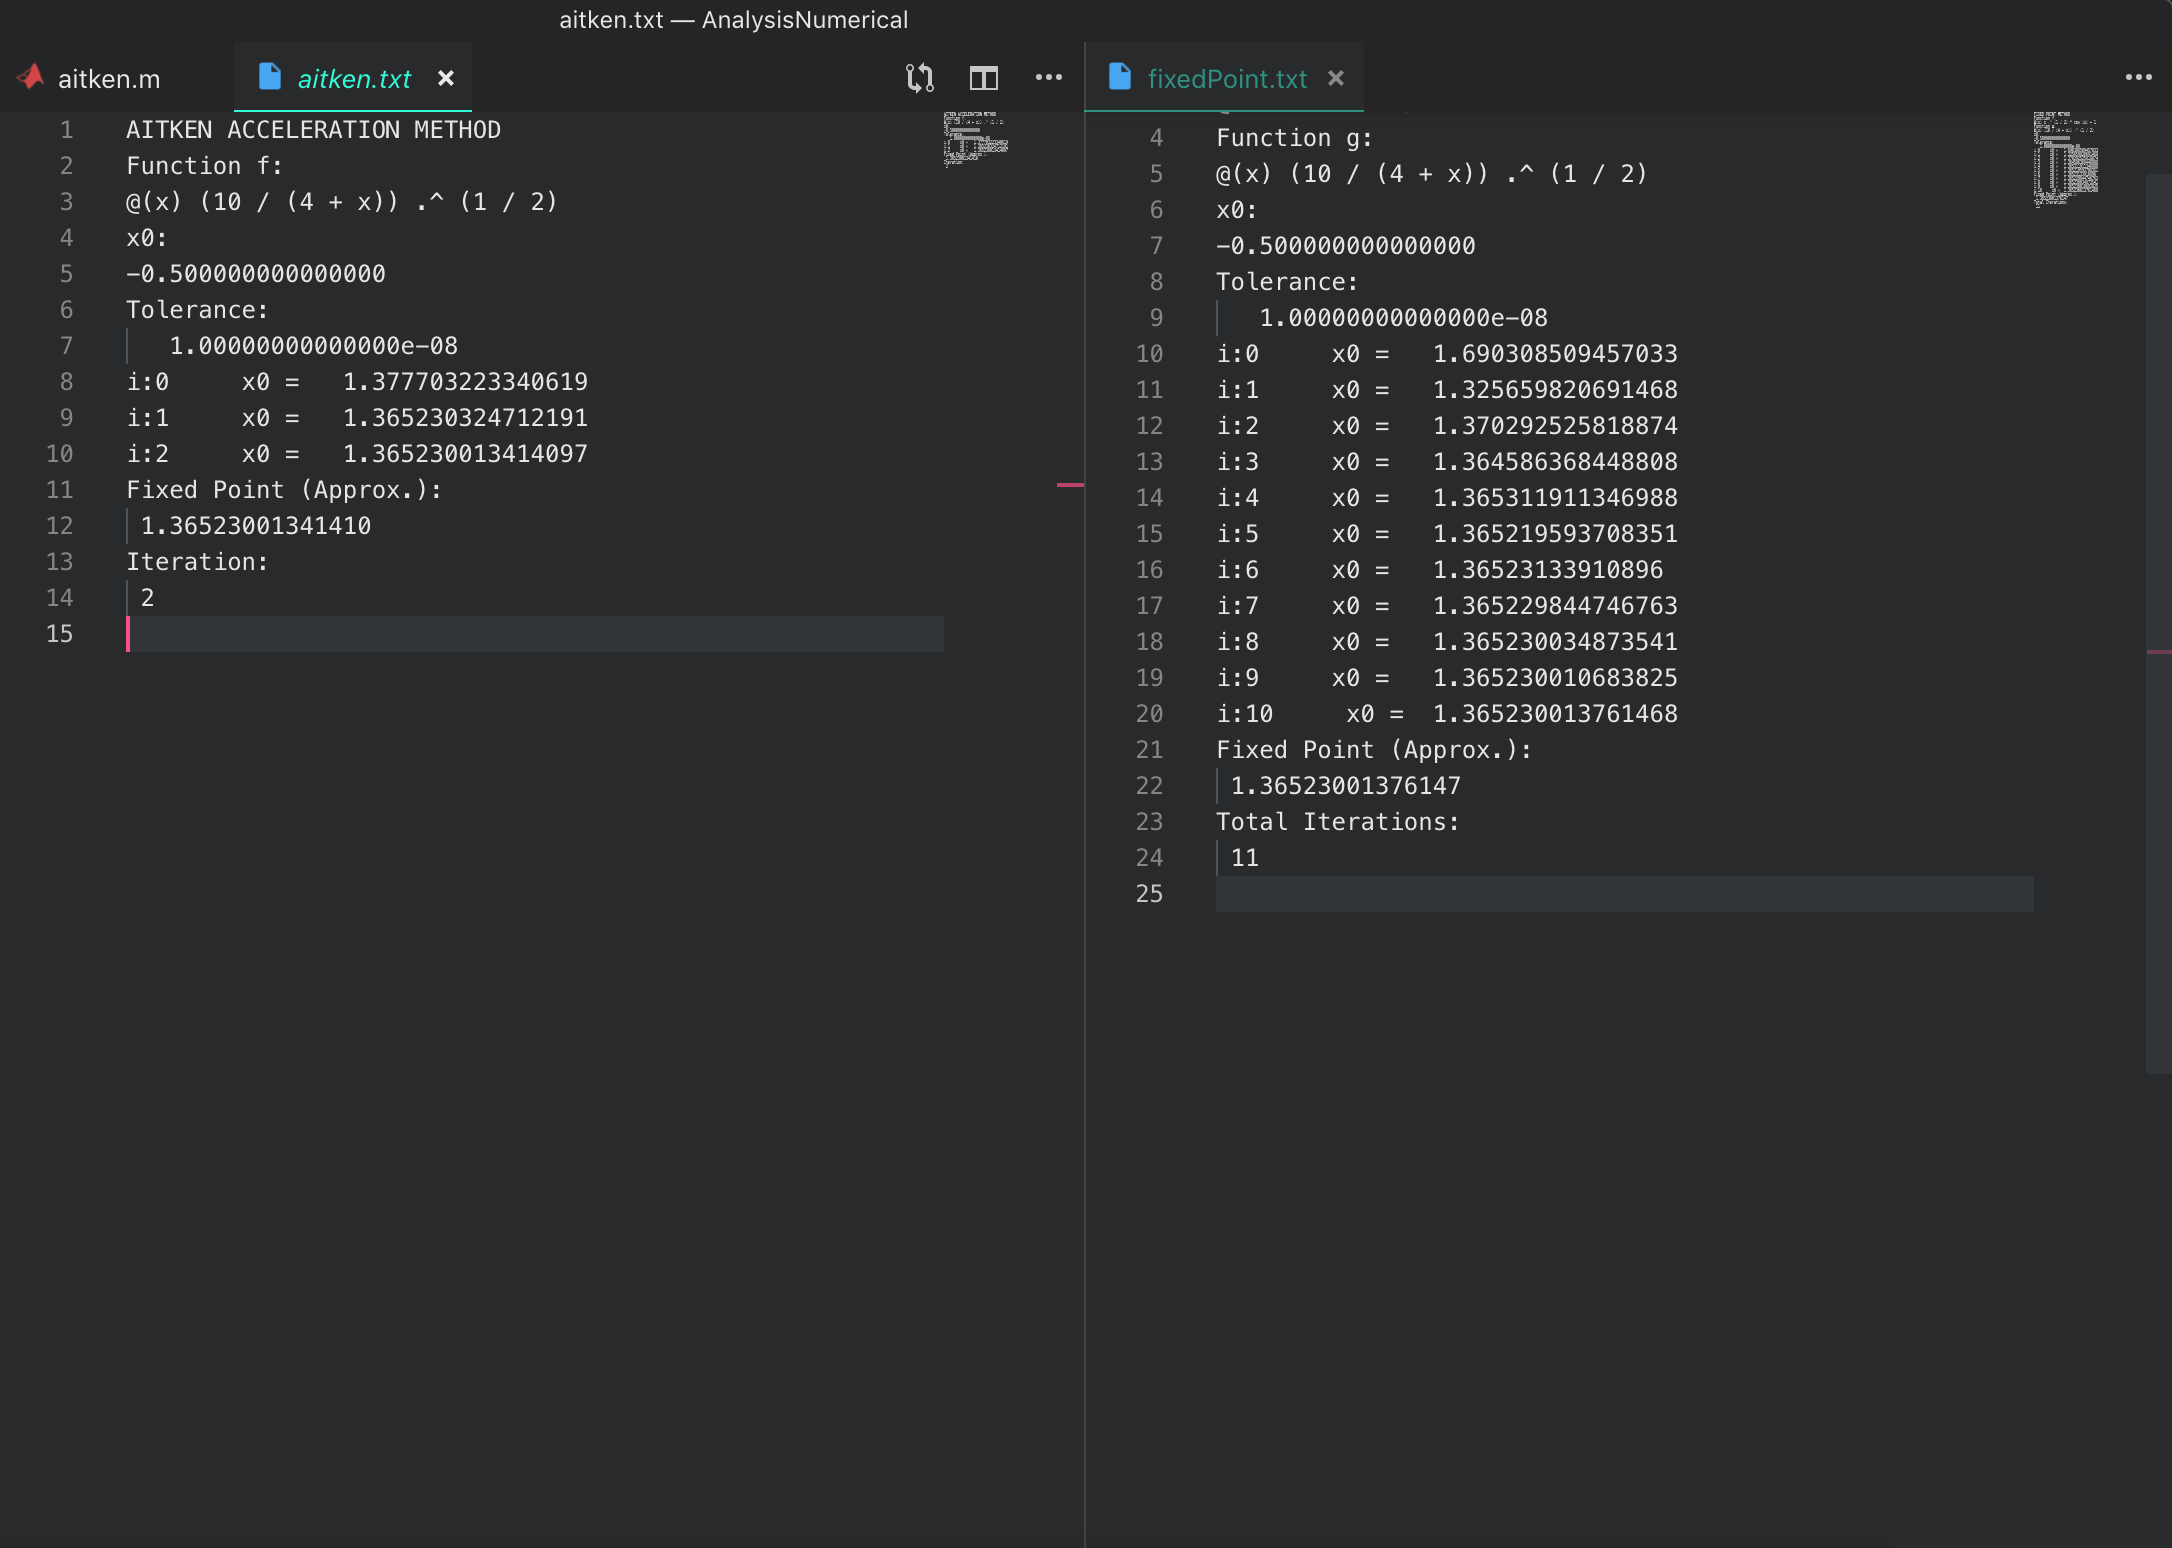 aitken.txt — AnalysisNumerical
aitken.m
aitken.txt
1 AITKEN ACCELERATION METHOD
2 Function f:
3 @(x) (10 / (4 + x)) .^ (1 / 2)
4 x0:
5 -0.500000000000000
6 Tolerance:
7 1.00000000000000e-08
8 i:0 x0 = 1.377703223340619
9 i:1 x0 = 1.365230324712191
10 i:2 x0 = 1.365230013414097
11 Fixed Point (Approx.):
12 1.36523001341410
13 Iteration:
14 2
15
fixedPoint.txt
4 Function g:
5 @(x) (10 / (4 + x)) .^ (1 / 2)
6 x0:
7 -0.500000000000000
8 Tolerance:
9 1.00000000000000e-08
10 i:0 x0 = 1.690308509457033
11 i:1 x0 = 1.325659820691468
12 i:2 x0 = 1.370292525818874
13 i:3 x0 = 1.364586368448808
14 i:4 x0 = 1.365311911346988
15 i:5 x0 = 1.365219593708351
16 i:6 x0 = 1.36523133910896
17 i:7 x0 = 1.365229844746763
18 i:8 x0 = 1.365230034873541
19 i:9 x0 = 1.365230010683825
20 i:10 x0 = 1.365230013761468
21 Fixed Point (Approx.):
22 1.36523001376147
23 Total Iterations:
24 11
25